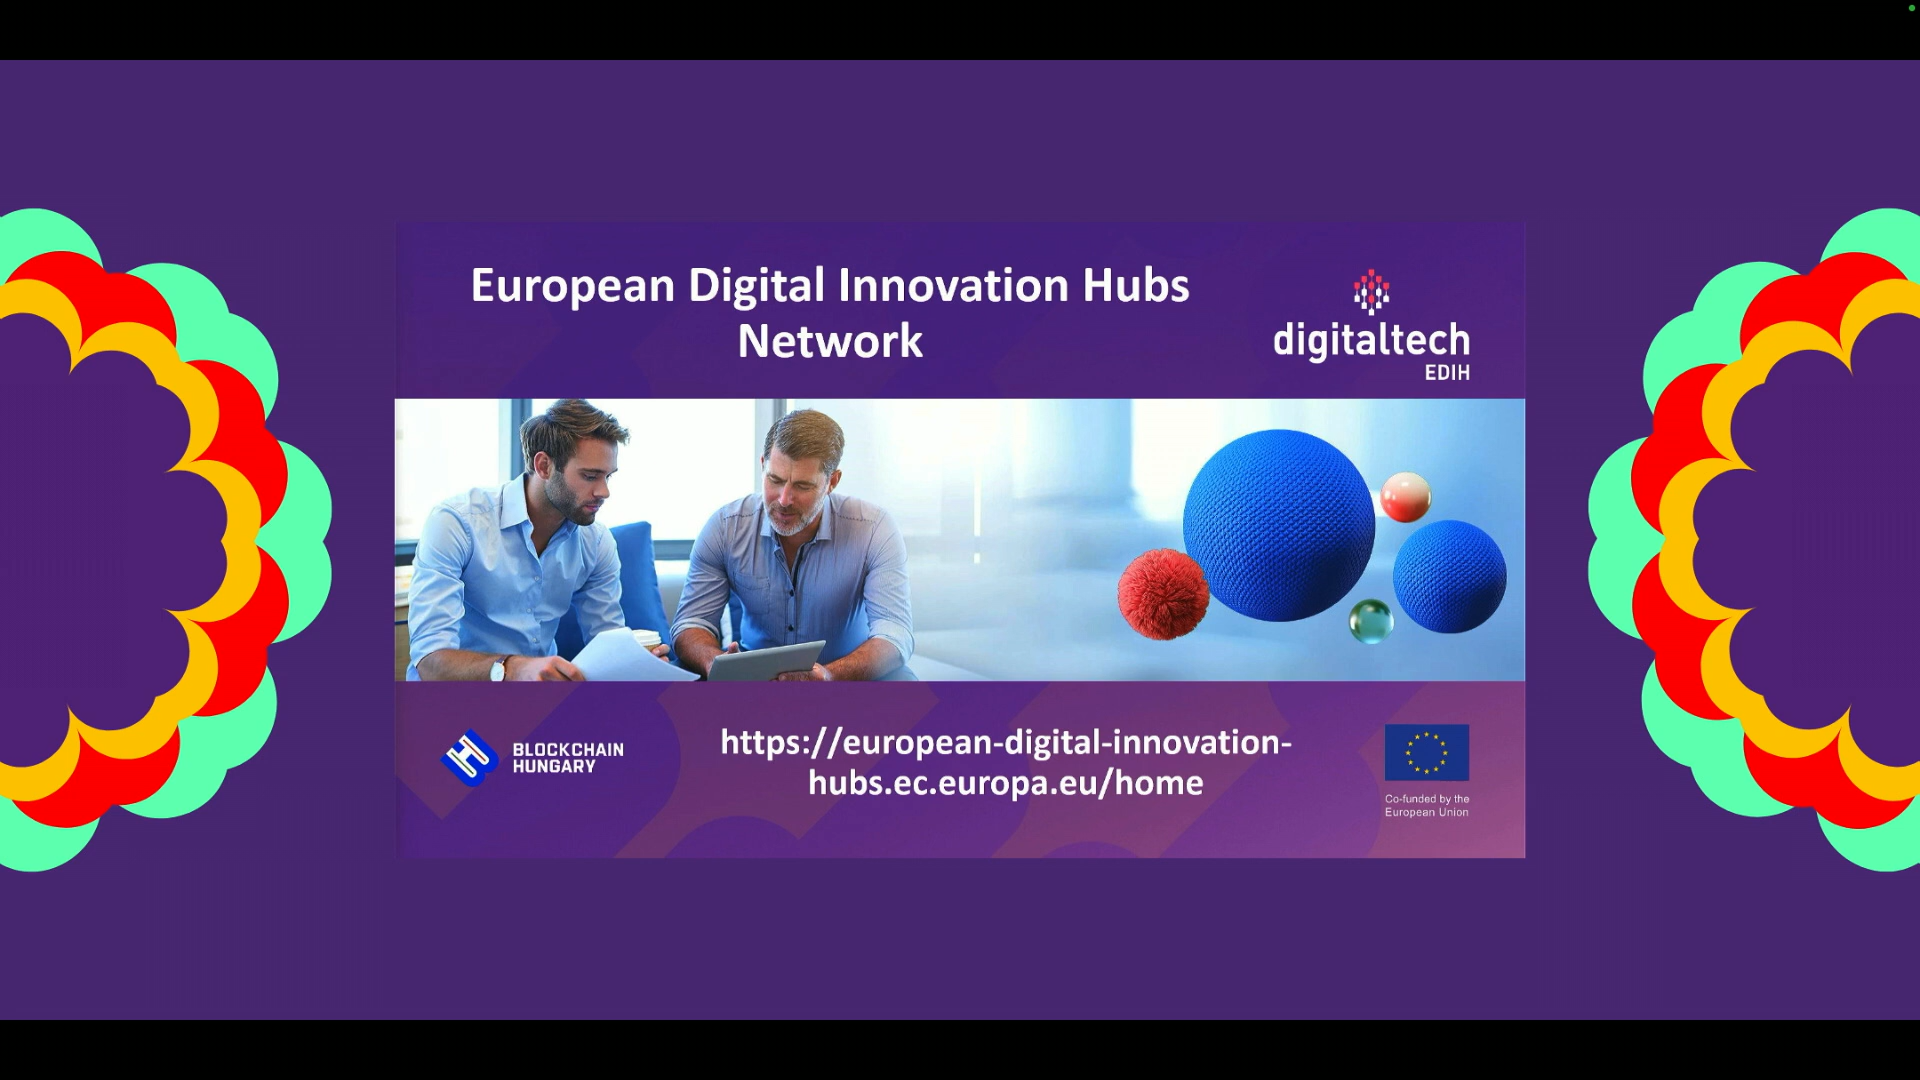 European Digital Innovation Hubs
Network
digitaltech
EDIH
BLOCKCHAIN
HUNGARY
https://european-digital-innovation-
hubs.ec.europa.eu/home
Co-funded by the
European Union